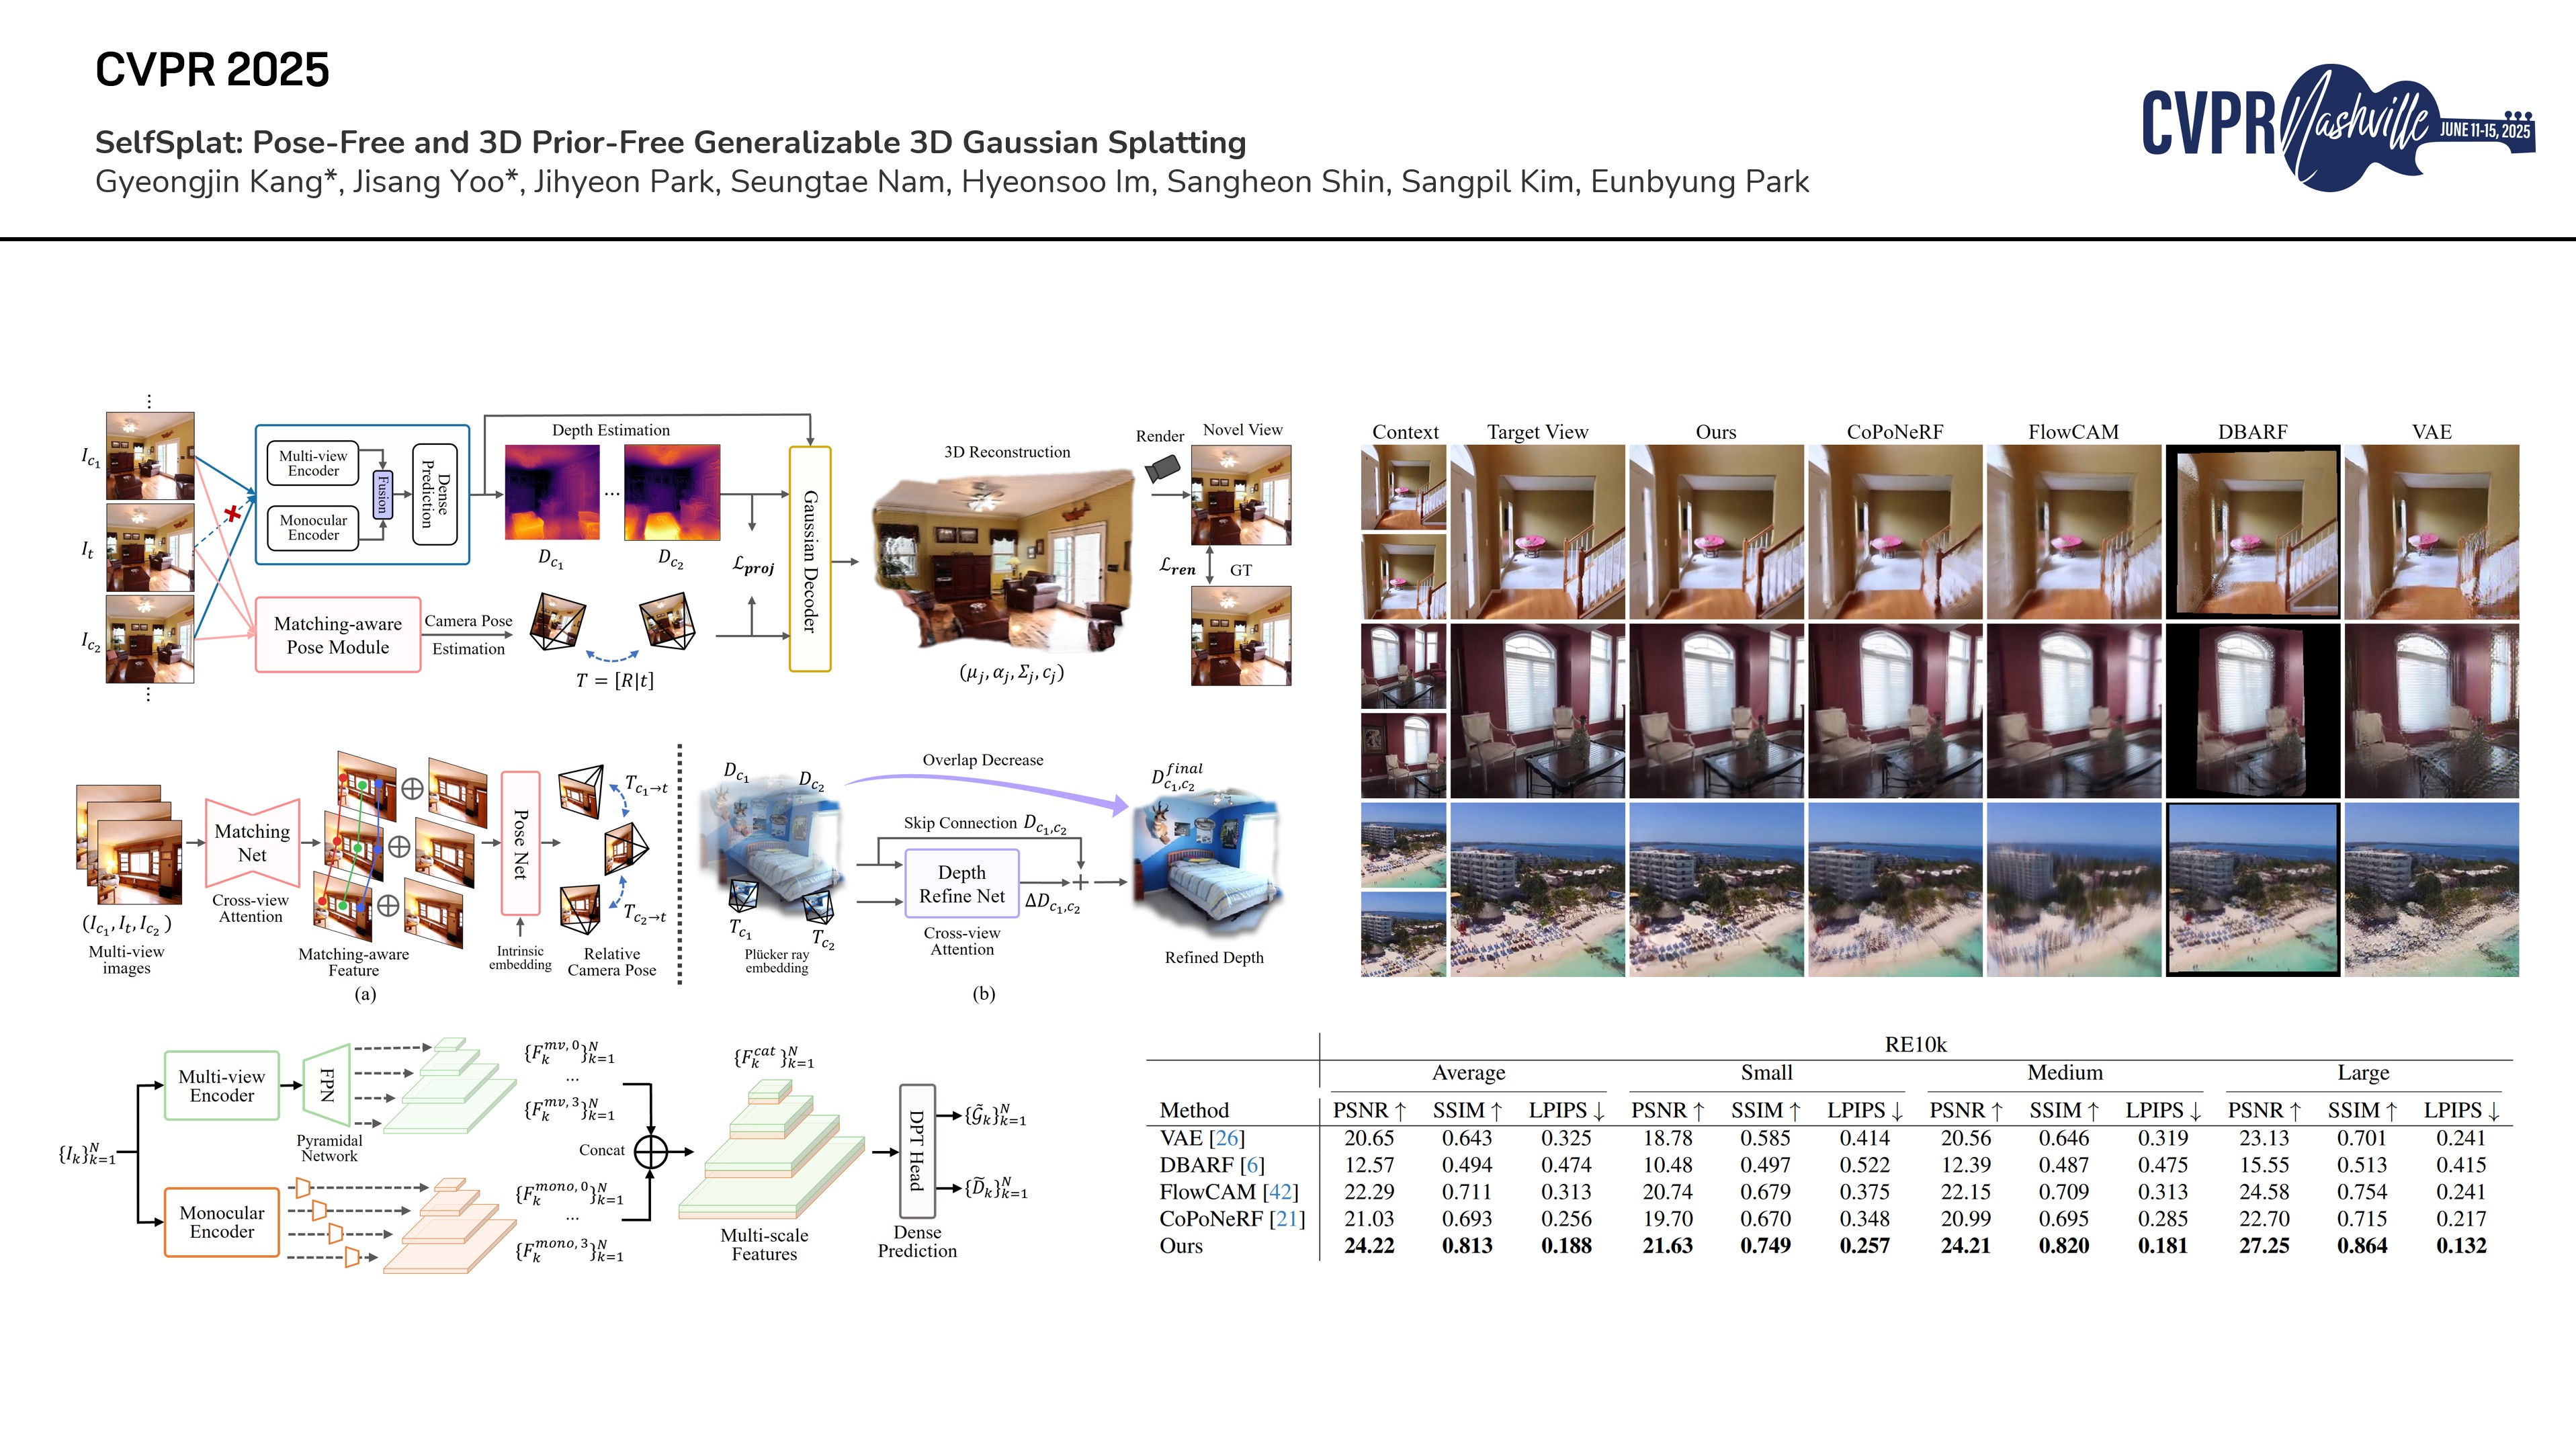 CVPR 2025
SelfSplat: Pose-Free and 3D Prior-Free Generalizable 3D Gaussian Splatting
Gyeongjin Kang*, Jisang Yoo*, Jihyeon Park, Seungtae Nam, Hyeonsoo Im, Sangheon Shin, Sangpil Kim, Eunbyung Park
CVPR Nashville JUNE 11-15, 2025
⋮
I_{c_1}
I_t
I_{c_2}
⋮
Multi-view
Encoder
Monocular
Encoder
Fusion
Dense
Prediction
Matching-aware
Pose Module
Depth Estimation
...
D_{c_1}
D_{c_2}
ℒ_{proj}
Camera Pose
Estimation
T = [R|t]
Gaussian Decoder
3D Reconstruction
(μ_j, α_j, Σ_j, c_j)
Render
Novel View
ℒ_{ren}
GT
(I_{c_1}, I_t, I_{c_2})
Multi-view
images
Matching
Net
Cross-view
Attention
Matching-aware
Feature
Pose Net
Intrinsic
embedding
T_{c_1→t}
T_{c_2→t}
Relative
Camera Pose
(a)
D_{c_1}
D_{c_2}
T_{c_1}
T_{c_2}
Plücker ray
embedding
Overlap Decrease
Skip Connection D_{c_1,c_2}
Depth
Refine Net
ΔD_{c_1,c_2}
Cross-view
Attention
D^{final}_{c_1,c_2}
Refined Depth
(b)
{I_k}^N_{k=1}
Multi-view
Encoder
FPN
Pyramidal
Network
Monocular
Encoder
{F_k^{mv,0}}^N_{k=1}
...
{F_k^{mv,3}}^N_{k=1}
Concat
{F_k^{mono,0}}^N_{k=1}
...
{F_k^{mono,3}}^N_{k=1}
{F_k^{cat}}^N_{k=1}
Multi-scale
Features
DPT Head
Dense
Prediction
{G̃_k}^N_{k=1}
{D̃_k}^N_{k=1}
Context Target View Ours CoPoNeRF FlowCAM DBARF VAE
RE10k
Average Small Medium Large
Method PSNR ↑ SSIM ↑ LPIPS ↓ PSNR ↑ SSIM ↑ LPIPS ↓ PSNR ↑ SSIM ↑ LPIPS ↓ PSNR ↑ SSIM ↑ LPIPS ↓
VAE [26] 20.65 0.643 0.325 18.78 0.585 0.414 20.56 0.646 0.319 23.13 0.701 0.241
DBARF [6] 12.57 0.494 0.474 10.48 0.497 0.522 12.39 0.487 0.475 15.55 0.513 0.415
FlowCAM [42] 22.29 0.711 0.313 20.74 0.679 0.375 22.15 0.709 0.313 24.58 0.754 0.241
CoPoNeRF [21] 21.03 0.693 0.256 19.70 0.670 0.348 20.99 0.695 0.285 22.70 0.715 0.217
Ours 24.22 0.813 0.188 21.63 0.749 0.257 24.21 0.820 0.181 27.25 0.864 0.132